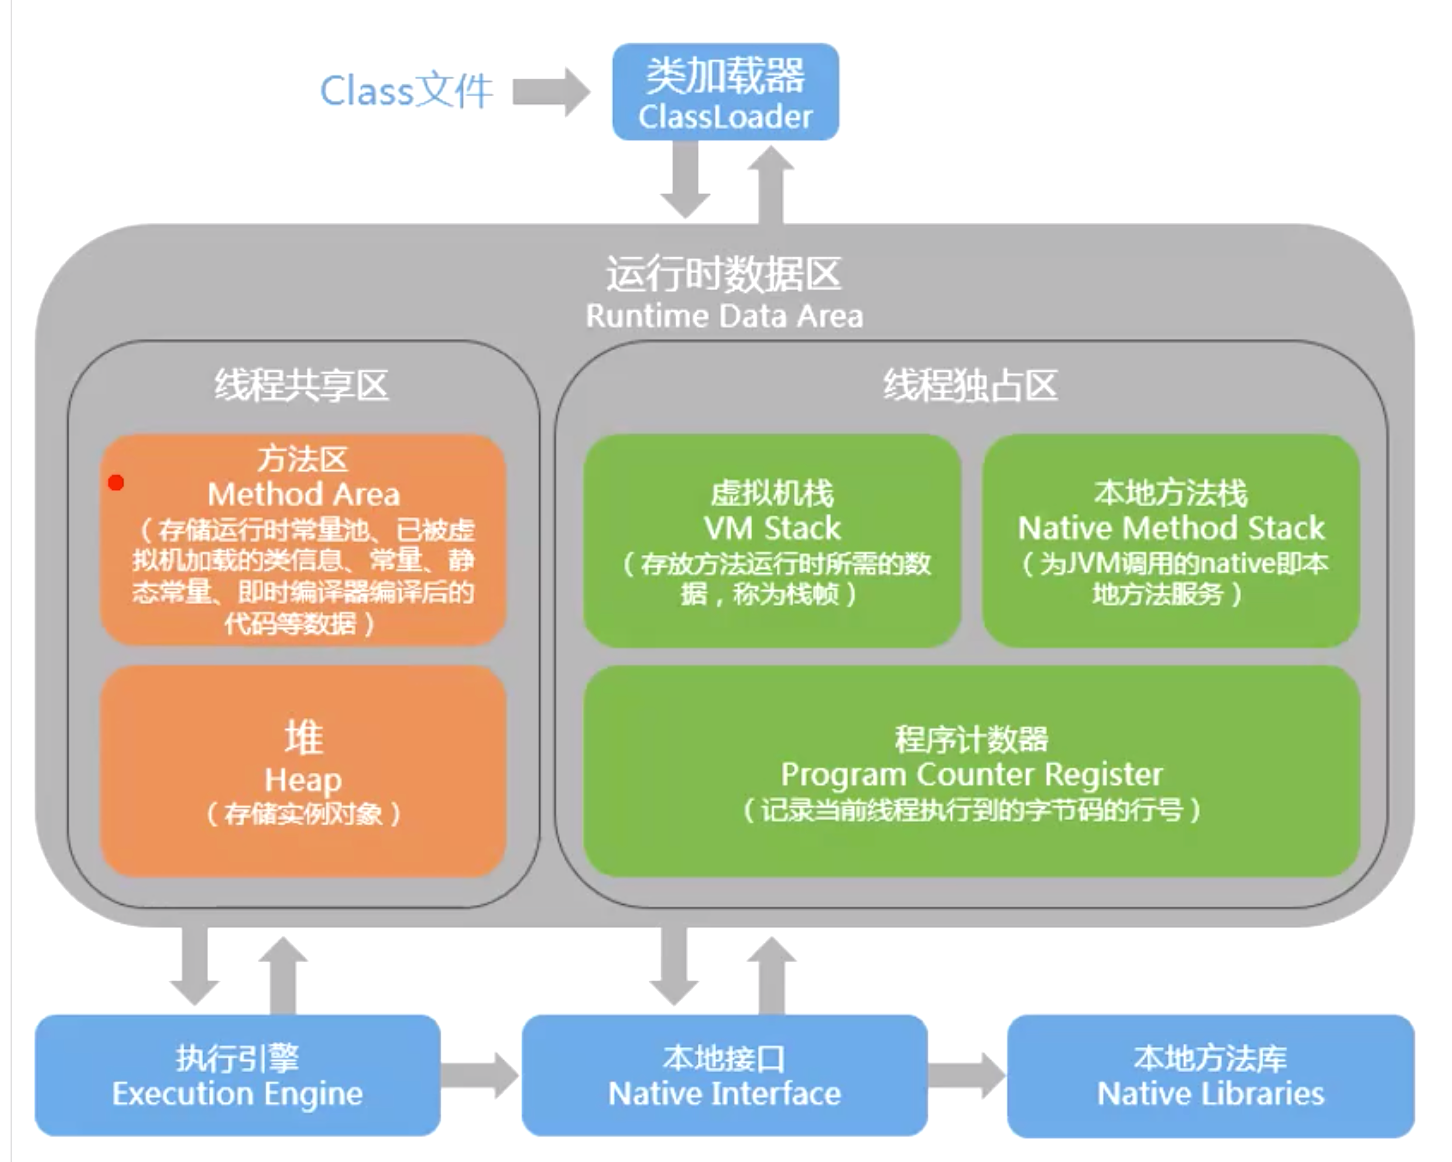 Class文件
类加载器
ClassLoader
运行时数据区
Runtime Data Area
线程共享区
方法区
Method Area
（存储运行时常量池、已被虚
拟机加载的类信息、常量、静
态常量、即时编译器编译后的
代码等数据）
堆
Heap
（存储实例对象）
线程独占区
虚拟机栈
VM Stack
（存放方法运行时所需的数
据，称为栈帧）
本地方法栈
Native Method Stack
（为JVM调用的native即本
地方法服务）
程序计数器
Program Counter Register
（记录当前线程执行到的字节码的行号）
执行引擎
Execution Engine
本地接口
Native Interface
本地方法库
Native Libraries